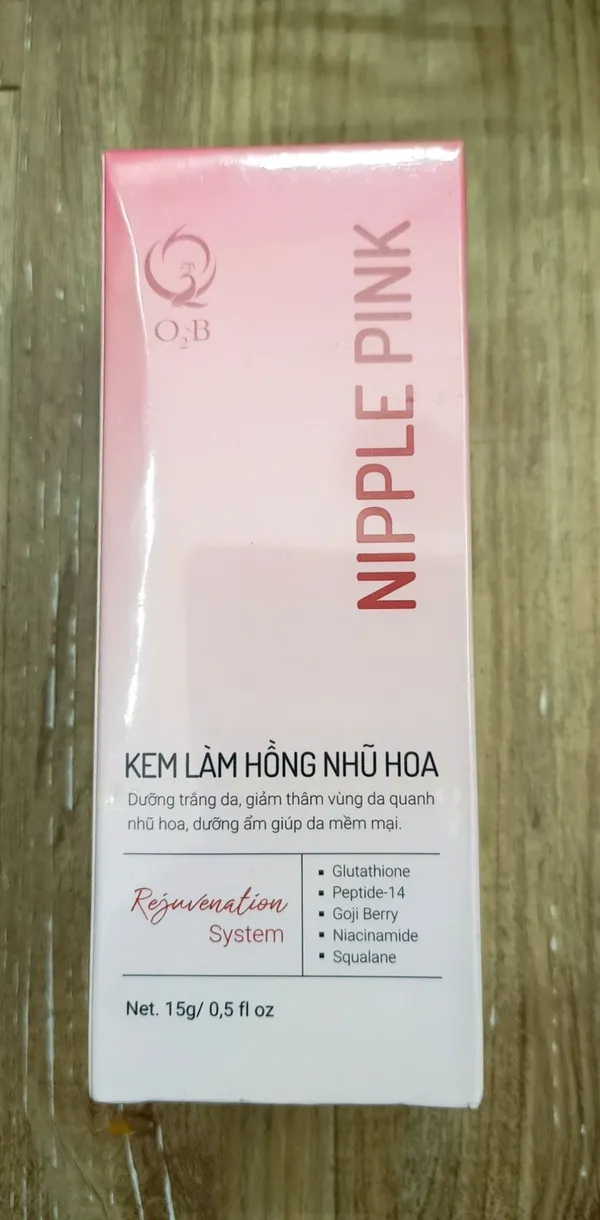 O₂B
NIPPLE PINK
KEM LÀM HỒNG NHŨ HOA
Dưỡng trắng da, giảm thâm vùng da quanh
nhũ hoa, dưỡng ẩm giúp da mềm mại.
Rejuvenation
System
▪ Glutathione
▪ Peptide-14
▪ Goji Berry
▪ Niacinamide
▪ Squalane
Net. 15g/ 0,5 fl oz